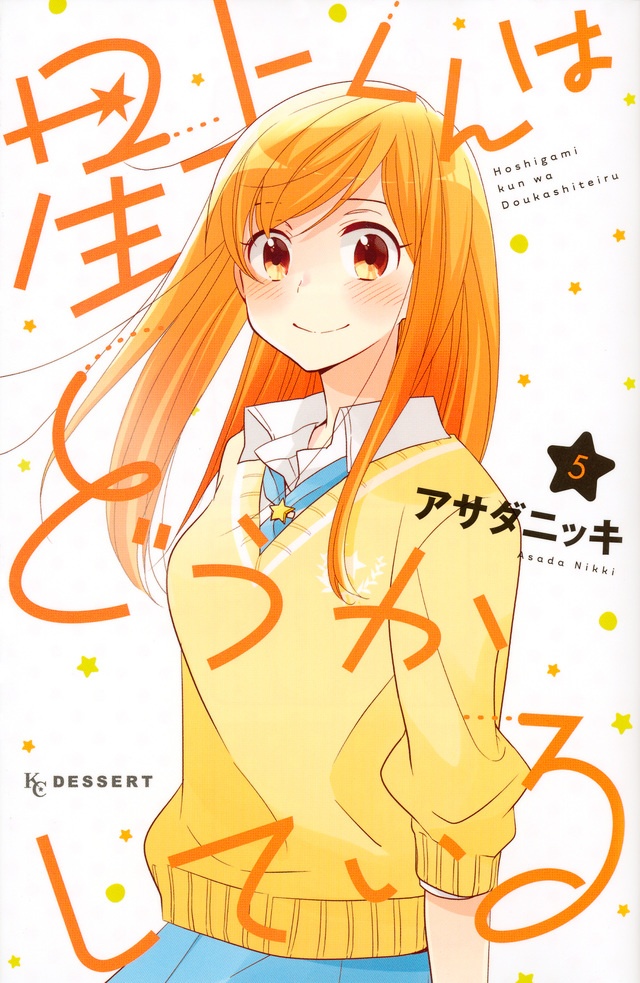 星上くんは
Hoshigami
kun wa
Doukashiteiru
どうか
している
5
アサダニッキ
Asada Nikki
KC DESSERT